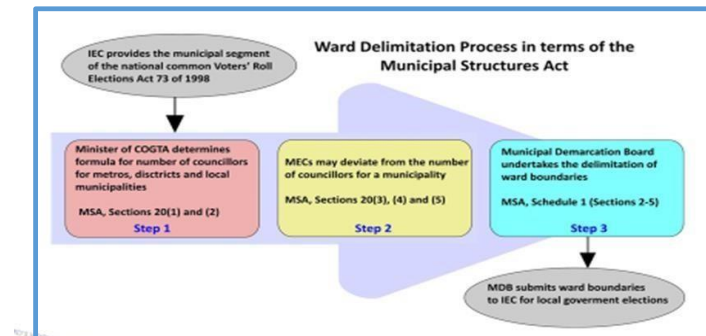 IEC provides the municipal segment
of the national common Voters' Roll
Elections Act 73 of 1998
Ward Delimitation Process in terms of the
Municipal Structures Act
Minister of COGTA determines
formula for number of councillors
for metros, disctricts and local
municipalities
MSA, Sections 20(1) and (2)
Step 1
MECs may deviate from the number
of councillors for a municipality
MSA, Sections 20(3), (4) and (5)
Step 2
Municipal Demarcation Board
undertakes the delimitation of
ward boundaries
MSA, Schedule 1 (Sections 2-5)
Step 3
MDB submits ward boundaries
to IEC for local goverment elections